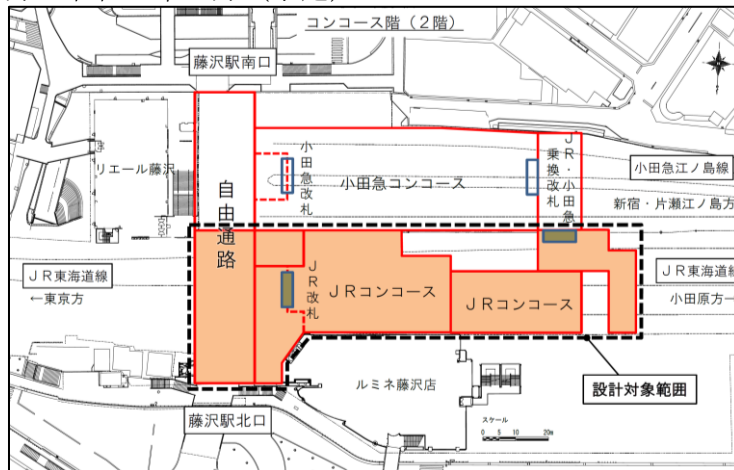 コンコース階（２階）
藤沢駅南口
リエール藤沢
自由通路
小田急改札
小田急コンコース
ＪＲ・小田急
乗換改札
小田急江ノ島線
新宿・片瀬江ノ島方
ＪＲ東海道線
←東京方
ＪＲ改札
ＪＲコンコース
ＪＲコンコース
ＪＲ東海道線
小田原方
ルミネ藤沢店
設計対象範囲
藤沢駅北口
スケール
0 5 10 20m